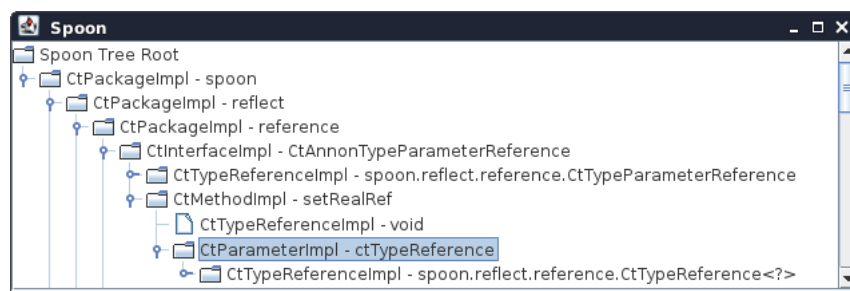 Spoon
Spoon Tree Root
CtPackageImpl - spoon
CtPackageImpl - reflect
CtPackageImpl - reference
CtInterfaceImpl - CtAnnonTypeParameterReference
CtTypeReferenceImpl - spoon.reflect.reference.CtTypeParameterReference
CtMethodImpl - setRealRef
CtTypeReferenceImpl - void
CtParameterImpl - ctTypeReference
CtTypeReferenceImpl - spoon.reflect.reference.CtTypeReference<?>